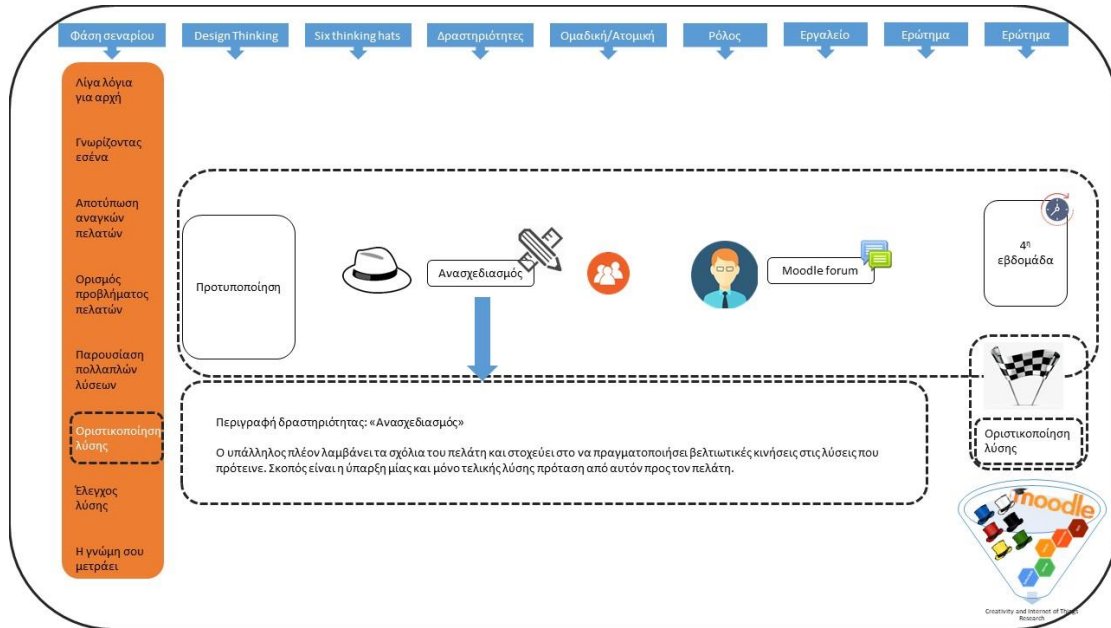 Φάση σεναρίου
Design Thinking
Six thinking hats
Δραστηριότητες
Ομαδική/Ατομική
Ρόλος
Εργαλείο
Ερώτημα
Ερώτημα
Λίγα λόγια
για αρχή
Γνωρίζοντας
εσένα
Αποτύπωση
αναγκών
πελατών
Ορισμός
προβλήματος
πελατών
Παρουσίαση
πολλαπλών
λύσεων
Οριστικοποίηση
λύσης
Έλεγχος
λύσης
Η γνώμη σου
μετράει
Προτυποποίηση
Ανασχεδιασμός
Moodle forum
4η
εβδομάδα
Περιγραφή δραστηριότητας: «Ανασχεδιασμός»
Ο υπάλληλος πλέον λαμβάνει τα σχόλια του πελάτη και στοχεύει στο να πραγματοποιήσει βελτιωτικές κινήσεις στις λύσεις που
πρότεινε. Σκοπός είναι η ύπαρξη μίας και μόνο τελικής λύσης πρόταση από αυτόν προς τον πελάτη.
Οριστικοποίηση
λύσης
moodle
Creativity and Internet of Things
Research